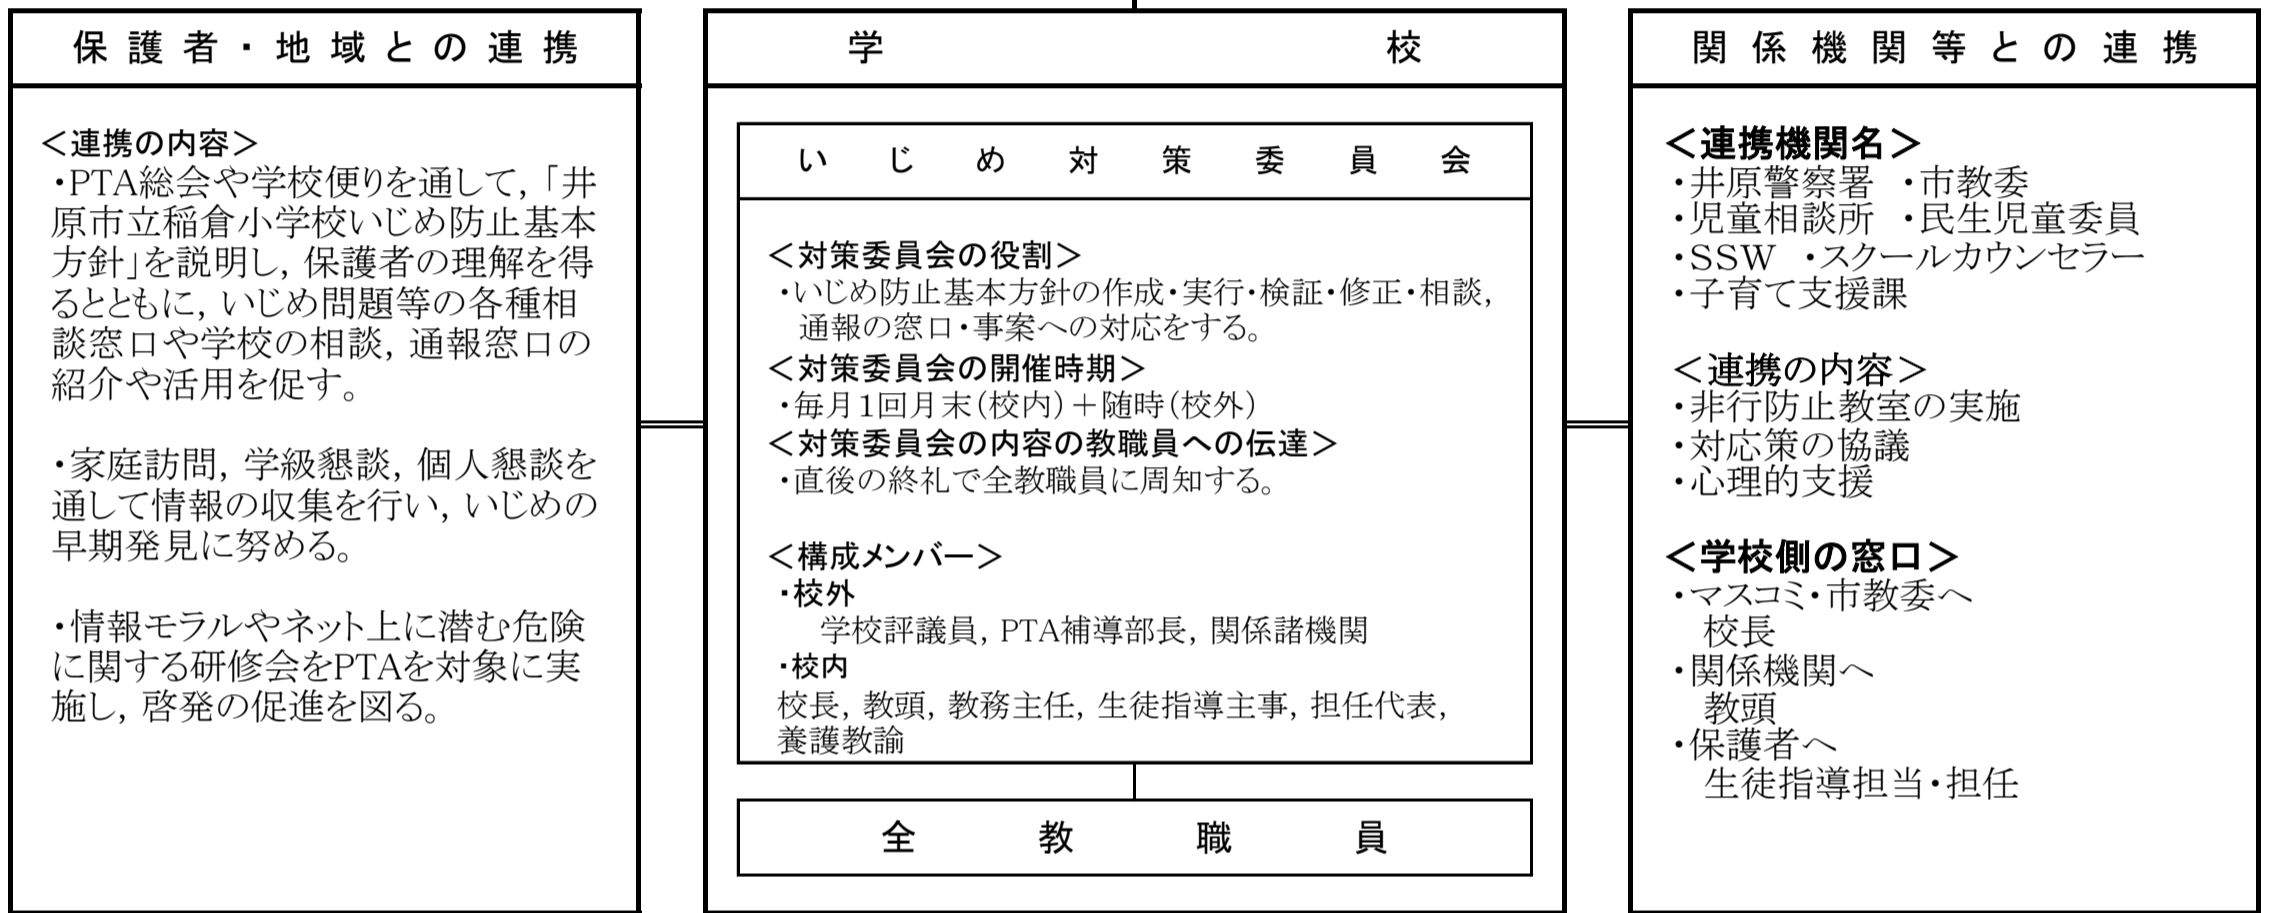 保護者・地域との連携
＜連携の内容＞
・PTA総会や学校便りを通して，「井
原市立稲倉小学校いじめ防止基本
方針」を説明し，保護者の理解を得
るとともに，いじめ問題等の各種相
談窓口や学校の相談，通報窓口の
紹介や活用を促す。
・家庭訪問，学級懇談，個人懇談を
通して情報の収集を行い，いじめの
早期発見に努める。
・情報モラルやネット上に潜む危険
に関する研修会をPTAを対象に実
施し，啓発の促進を図る。
学校
いじめ対策委員会
＜対策委員会の役割＞
・いじめ防止基本方針の作成・実行・検証・修正・相談，
通報の窓口・事案への対応をする。
＜対策委員会の開催時期＞
・毎月１回月末（校内）＋随時（校外）
＜対策委員会の内容の教職員への伝達＞
・直後の終礼で全教職員に周知する。
＜構成メンバー＞
・校外
学校評議員，PTA補導部長，関係諸機関
・校内
校長，教頭，教務主任，生徒指導主事，担任代表，
養護教諭
全教職員
関係機関等との連携
＜連携機関名＞
・井原警察署　・市教委
・児童相談所　・民生児童委員
・SSW　・スクールカウンセラー
・子育て支援課
＜連携の内容＞
・非行防止教室の実施
・対応策の協議
・心理的支援
＜学校側の窓口＞
・マスコミ・市教委へ
校長
・関係機関へ
教頭
・保護者へ
生徒指導担当・担任